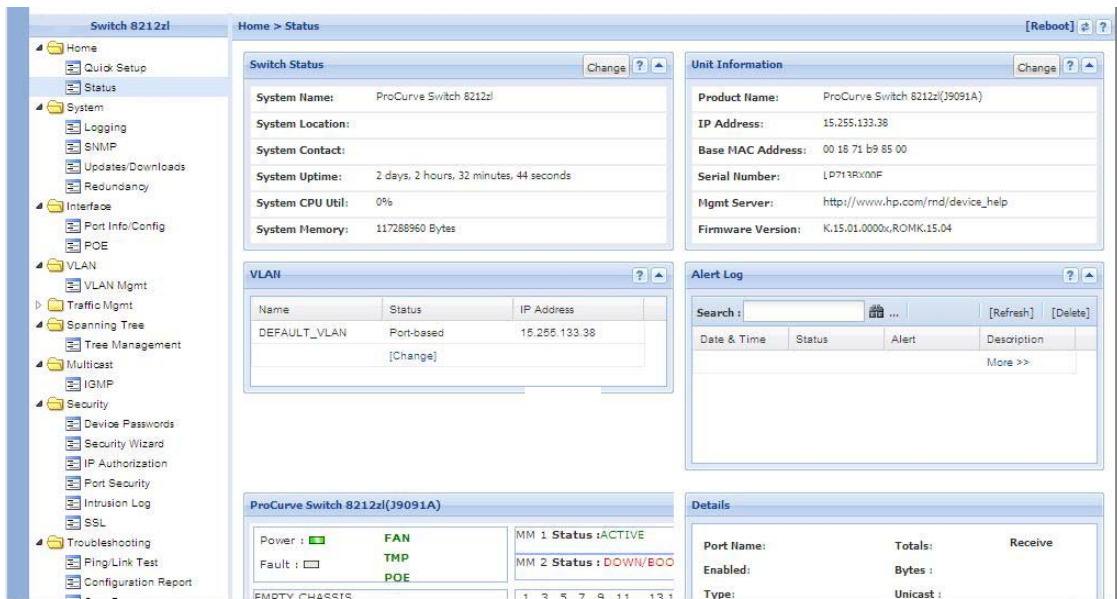 Switch 8212zl
Home > Status
[Reboot]
?
Home
Quick Setup
Status
System
Logging
SNMP
Updates/Downloads
Redundancy
Interface
Port Info/Config
POE
VLAN
VLAN Mgmt
Traffic Mgmt
Spanning Tree
Tree Management
Multicast
IGMP
Security
Device Passwords
Security Wizard
IP Authorization
Port Security
Intrusion Log
SSL
Troubleshooting
Ping/Link Test
Configuration Report
Switch Status
Change ?
System Name: ProCurve Switch 8212zl
System Location:
System Contact:
System Uptime: 2 days, 2 hours, 32 minutes, 44 seconds
System CPU Util: 0%
System Memory: 117288960 Bytes
Unit Information
Change ?
Product Name: ProCurve Switch 8212zl(J9091A)
IP Address: 15.255.133.38
Base MAC Address: 00 18 71 b9 85 00
Serial Number:
Mgmt Server: http://www.hp.com/rnd/device_help
Firmware Version: K.15.01.0000x,ROMK.15.04
VLAN ?
Name Status IP Address
DEFAULT_VLAN Port-based 15.255.133.38
[Change]
Alert Log ?
Search : ... [Refresh] [Delete]
Date & Time Status Alert Description
More >>
ProCurve Switch 8212zl(J9091A)
Power : FAN
Fault : TMP
POE
MM 1 Status :ACTIVE
MM 2 Status : DOWN/BOO
EMPTY CHASSIS
1 3 5 7 9 11 13 1
Details
Port Name: Totals: Receive
Enabled: Bytes :
Type: Unicast :